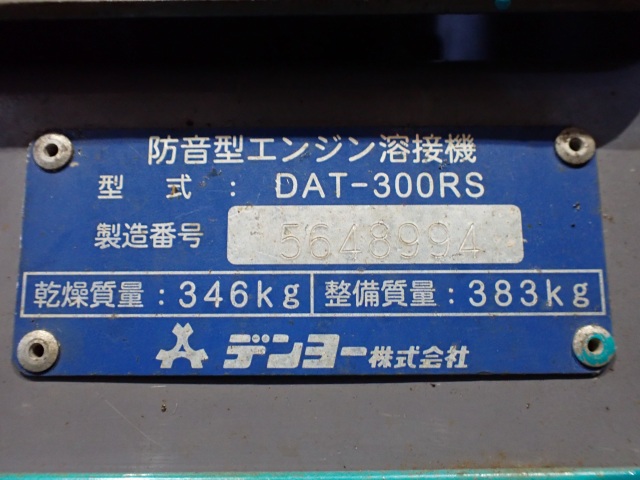 防音型エンジン溶接機
型 式 : DAT-300RS
製造番号 5648994
乾燥質量:346kg 整備質量:383kg
デンヨー株式会社